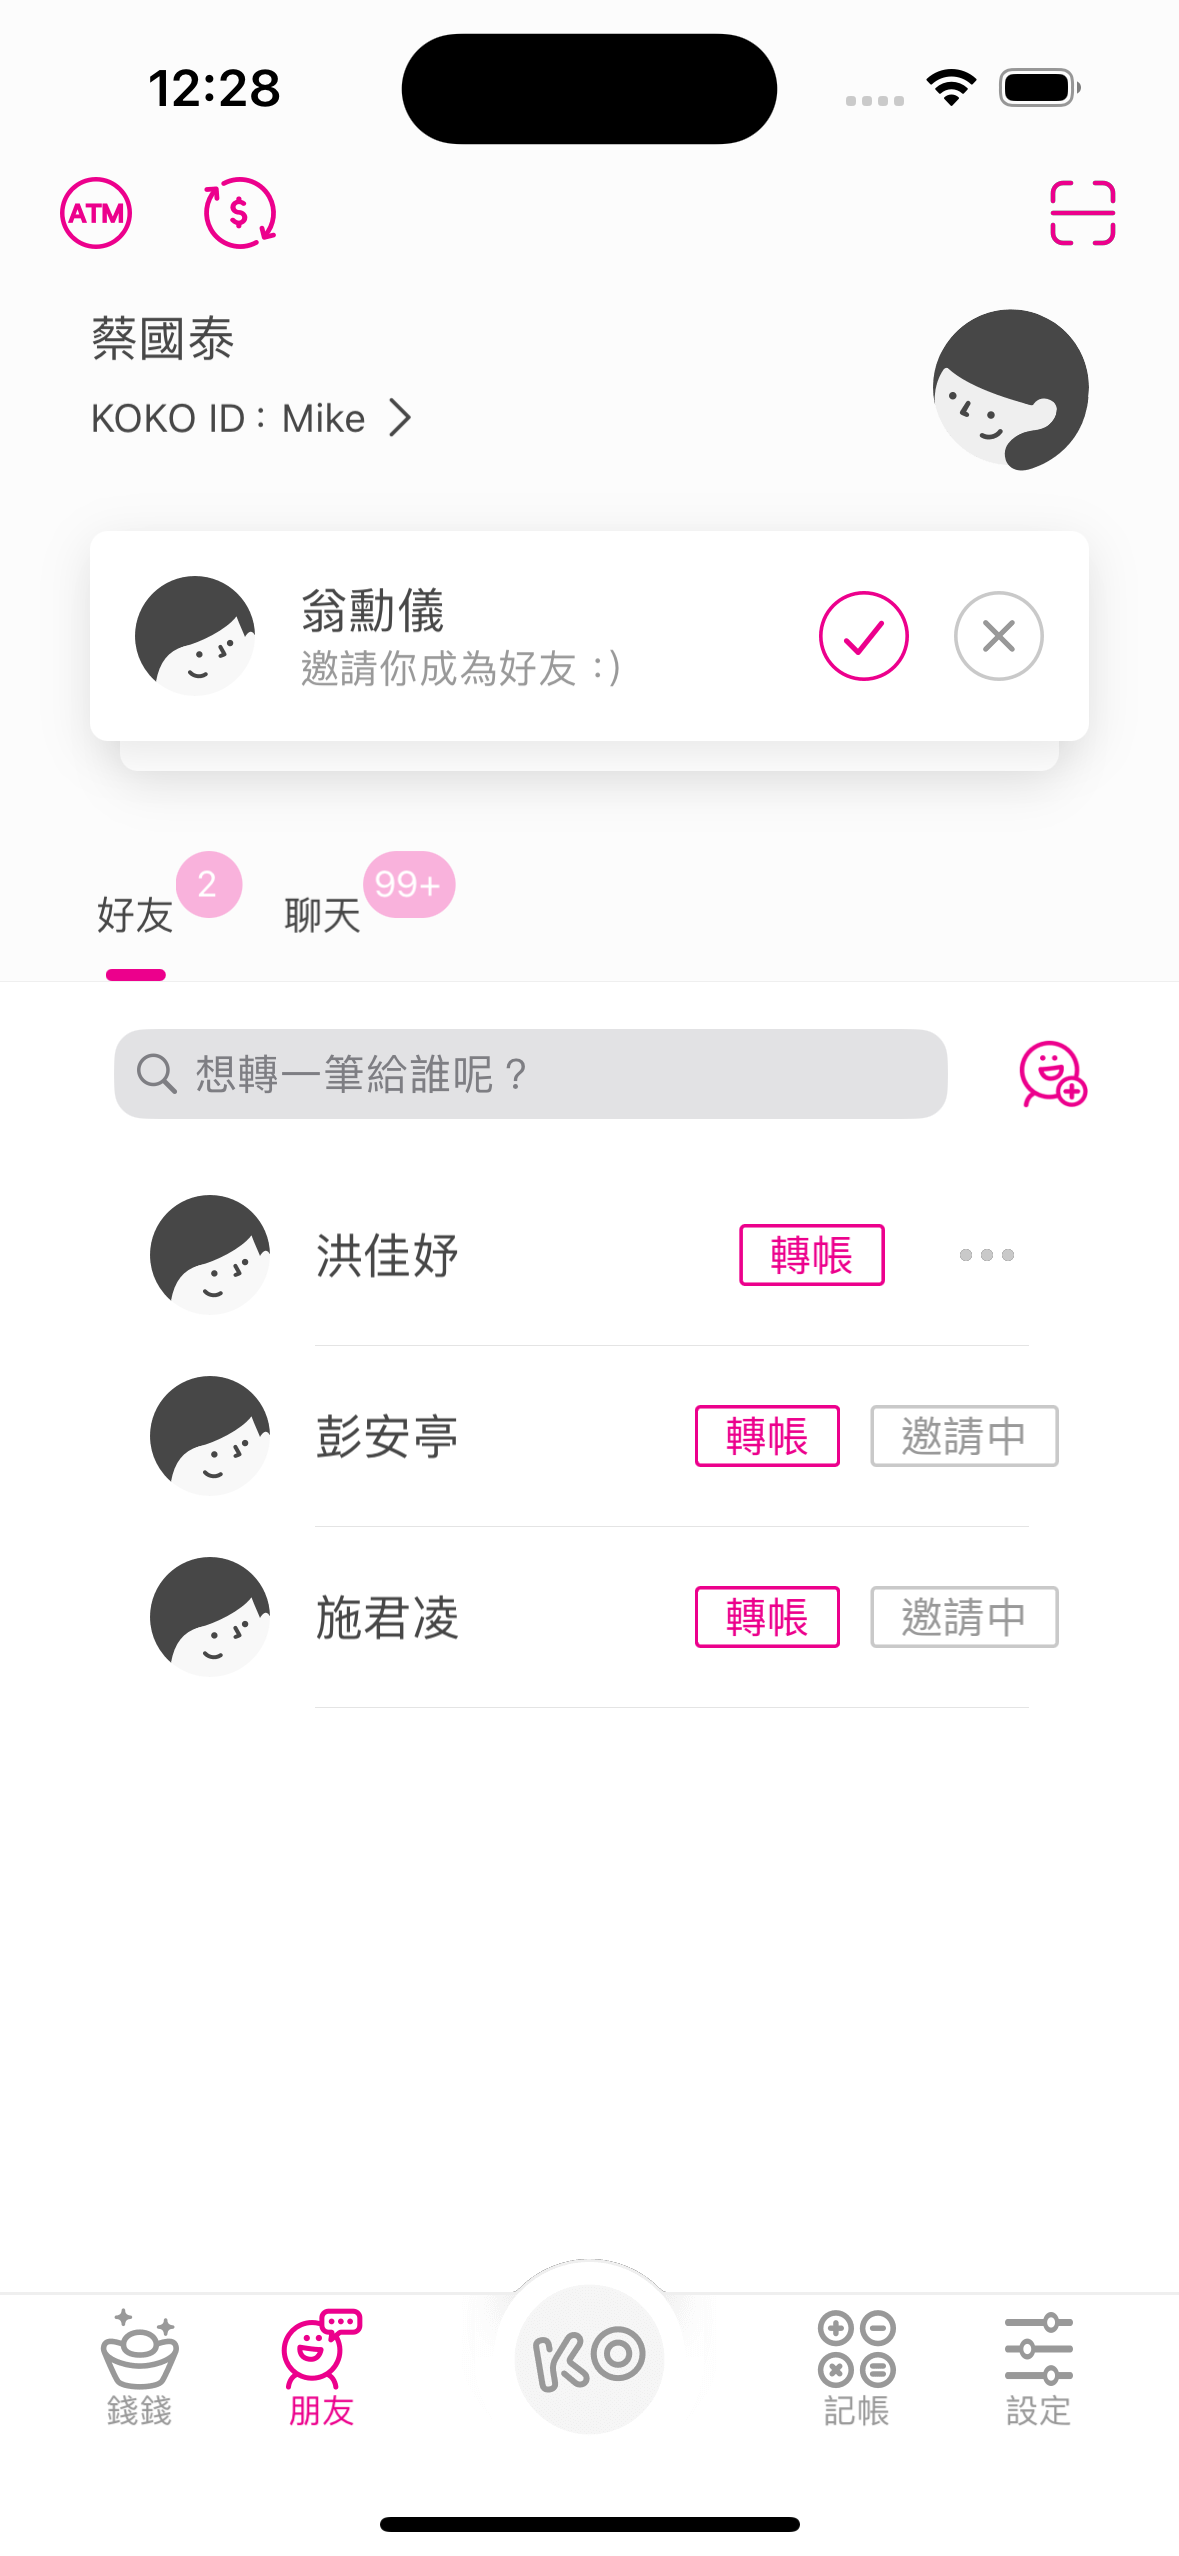 12:28
ATM
蔡國泰
KOKO ID : Mike
翁勳儀
邀請你成為好友 :)
好友 2 聊天 99+
想轉一筆給誰呢？
洪佳妤 轉帳
彭安亭 轉帳 邀請中
施君凌 轉帳 邀請中
KO
錢錢 朋友 記帳 設定